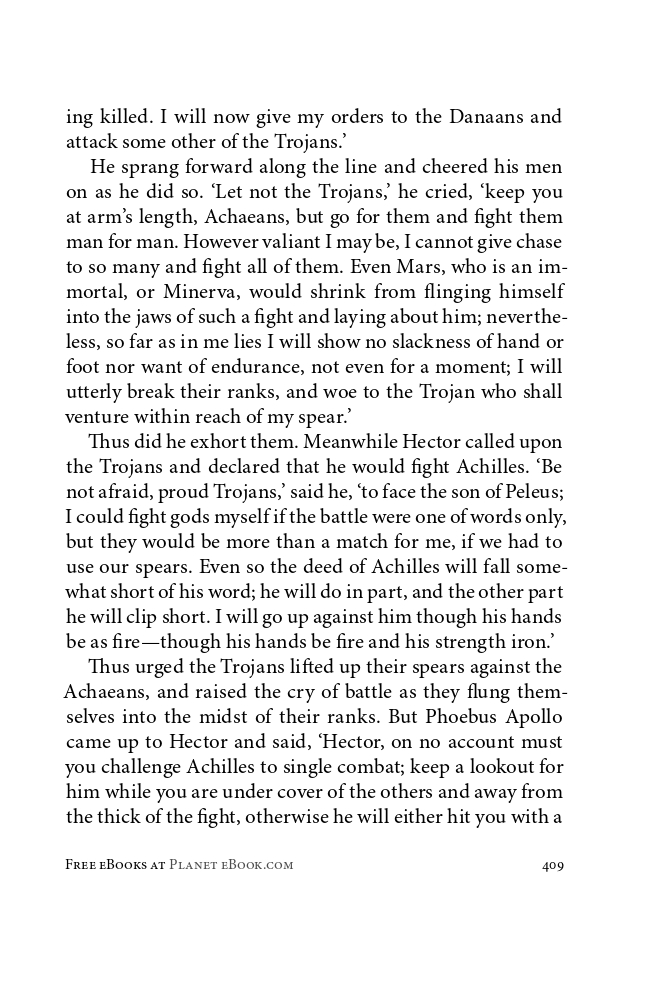 ing killed. I will now give my orders to the Danaans and
attack some other of the Trojans.’
He sprang forward along the line and cheered his men
on as he did so. ‘Let not the Trojans,’ he cried, ‘keep you
at arm’s length, Achaeans, but go for them and fight them
man for man. However valiant I may be, I cannot give chase
to so many and fight all of them. Even Mars, who is an im-
mortal, or Minerva, would shrink from flinging himself
into the jaws of such a fight and laying about him; neverthe-
less, so far as in me lies I will show no slackness of hand or
foot nor want of endurance, not even for a moment; I will
utterly break their ranks, and woe to the Trojan who shall
venture within reach of my spear.’
Thus did he exhort them. Meanwhile Hector called upon
the Trojans and declared that he would fight Achilles. ‘Be
not afraid, proud Trojans,’ said he, ‘to face the son of Peleus;
I could fight gods myself if the battle were one of words only,
but they would be more than a match for me, if we had to
use our spears. Even so the deed of Achilles will fall some-
what short of his word; he will do in part, and the other part
he will clip short. I will go up against him though his hands
be as fire—though his hands be fire and his strength iron.’
Thus urged the Trojans lifted up their spears against the
Achaeans, and raised the cry of battle as they flung them-
selves into the midst of their ranks. But Phoebus Apollo
came up to Hector and said, ‘Hector, on no account must
you challenge Achilles to single combat; keep a lookout for
him while you are under cover of the others and away from
the thick of the fight, otherwise he will either hit you with a
Free eBooks at Planet eBook.com 409